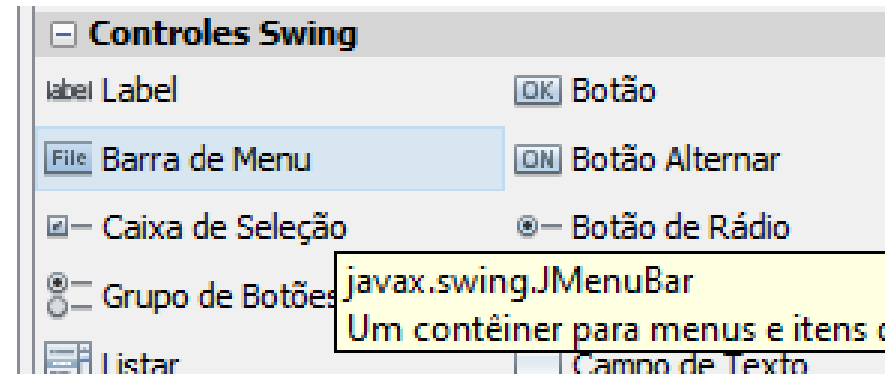 Controles Swing
label Label
OK Botão
File Barra de Menu
ON Botão Alternar
Caixa de Seleção
Botão de Rádio
Grupo de Botões
javax.swing.JMenuBar
Um contêiner para menus e itens
Listar
Campo de Texto